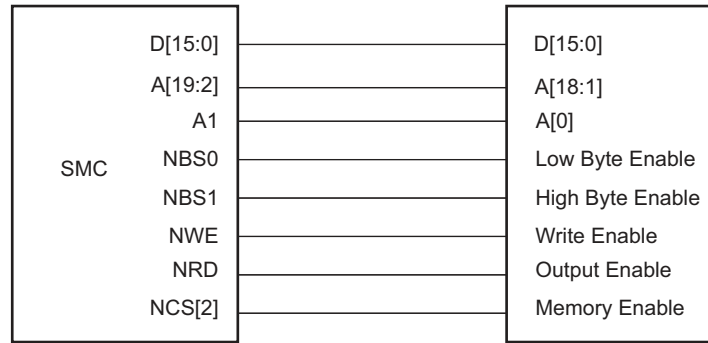 D[15:0] D[15:0]
A[19:2] A[18:1]
A1 A[0]
NBS0 Low Byte Enable
SMC
NBS1 High Byte Enable
NWE Write Enable
NRD Output Enable
NCS[2] Memory Enable